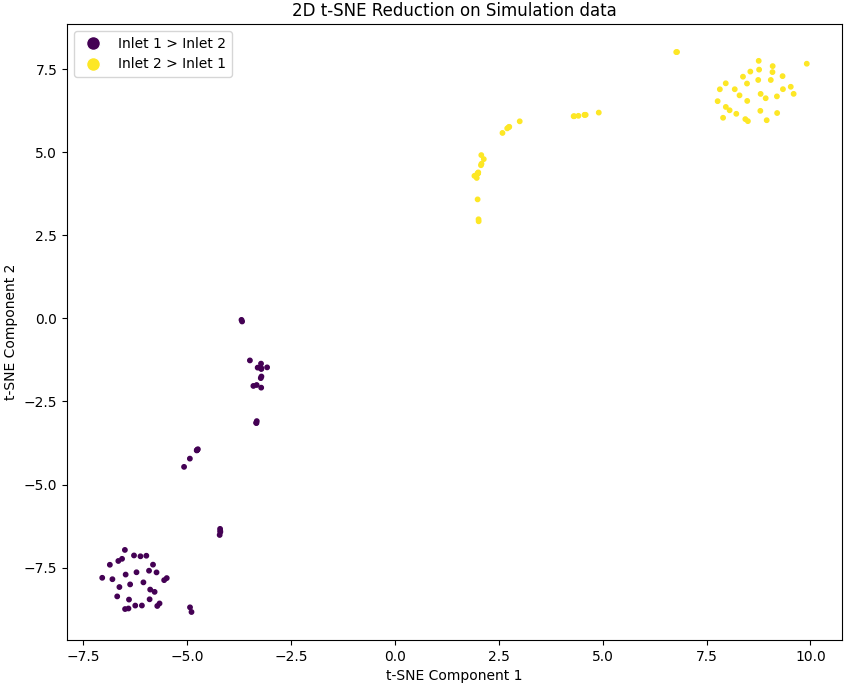 2D t-SNE Reduction on Simulation data
Inlet 1 > Inlet 2
Inlet 2 > Inlet 1
7.5
5.0
2.5
0.0
−2.5
−5.0
−7.5
t-SNE Component 2
−7.5 −5.0 −2.5 0.0 2.5 5.0 7.5 10.0
t-SNE Component 1